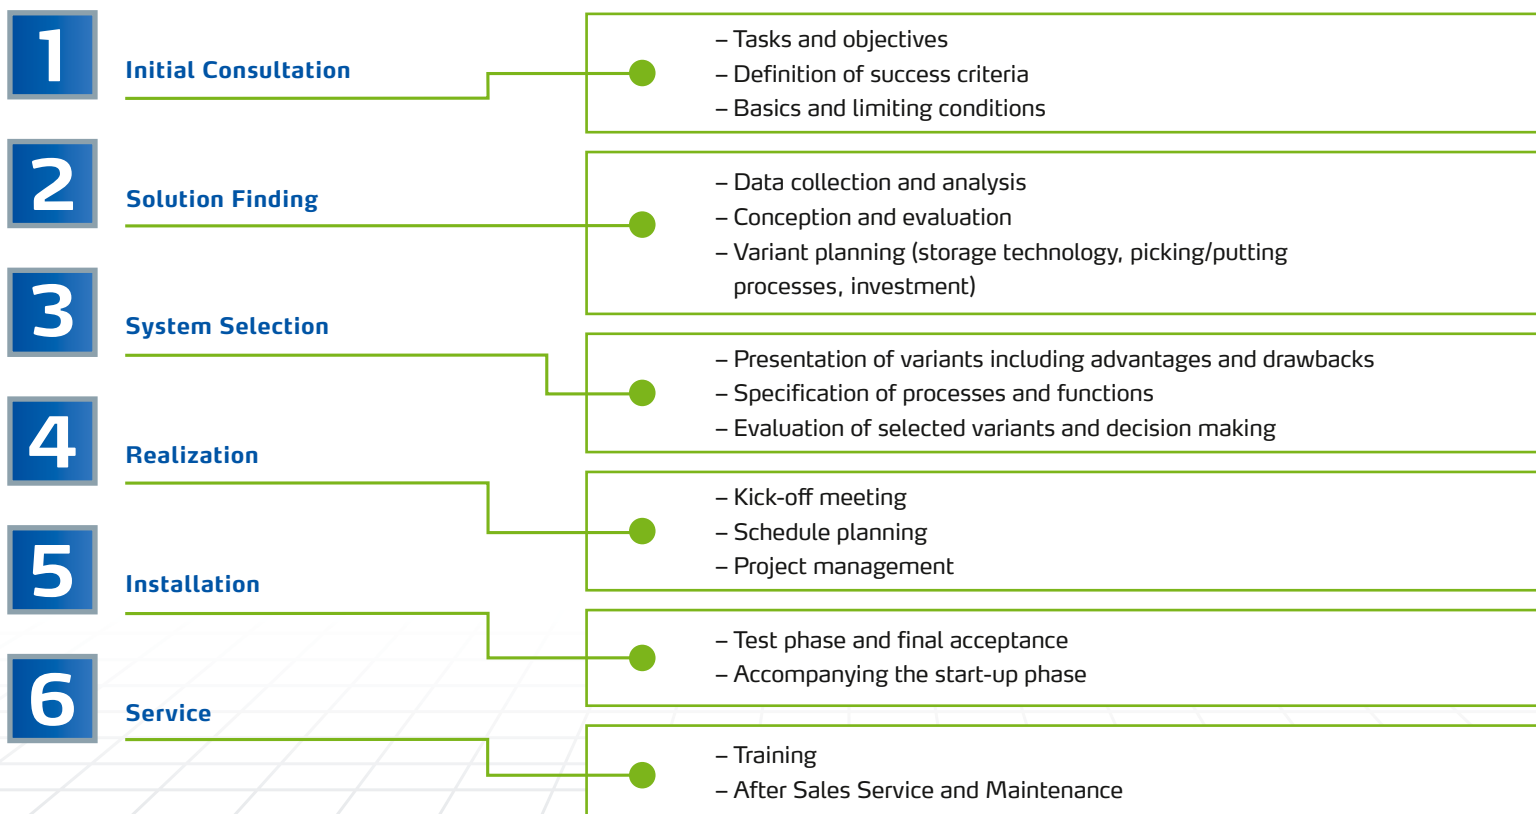 1
Initial Consultation
– Tasks and objectives
– Definition of success criteria
– Basics and limiting conditions
2
Solution Finding
– Data collection and analysis
– Conception and evaluation
– Variant planning (storage technology, picking/putting
processes, investment)
3
System Selection
– Presentation of variants including advantages and drawbacks
– Specification of processes and functions
– Evaluation of selected variants and decision making
4
Realization
– Kick-off meeting
– Schedule planning
– Project management
5
Installation
– Test phase and final acceptance
– Accompanying the start-up phase
6
Service
– Training
– After Sales Service and Maintenance